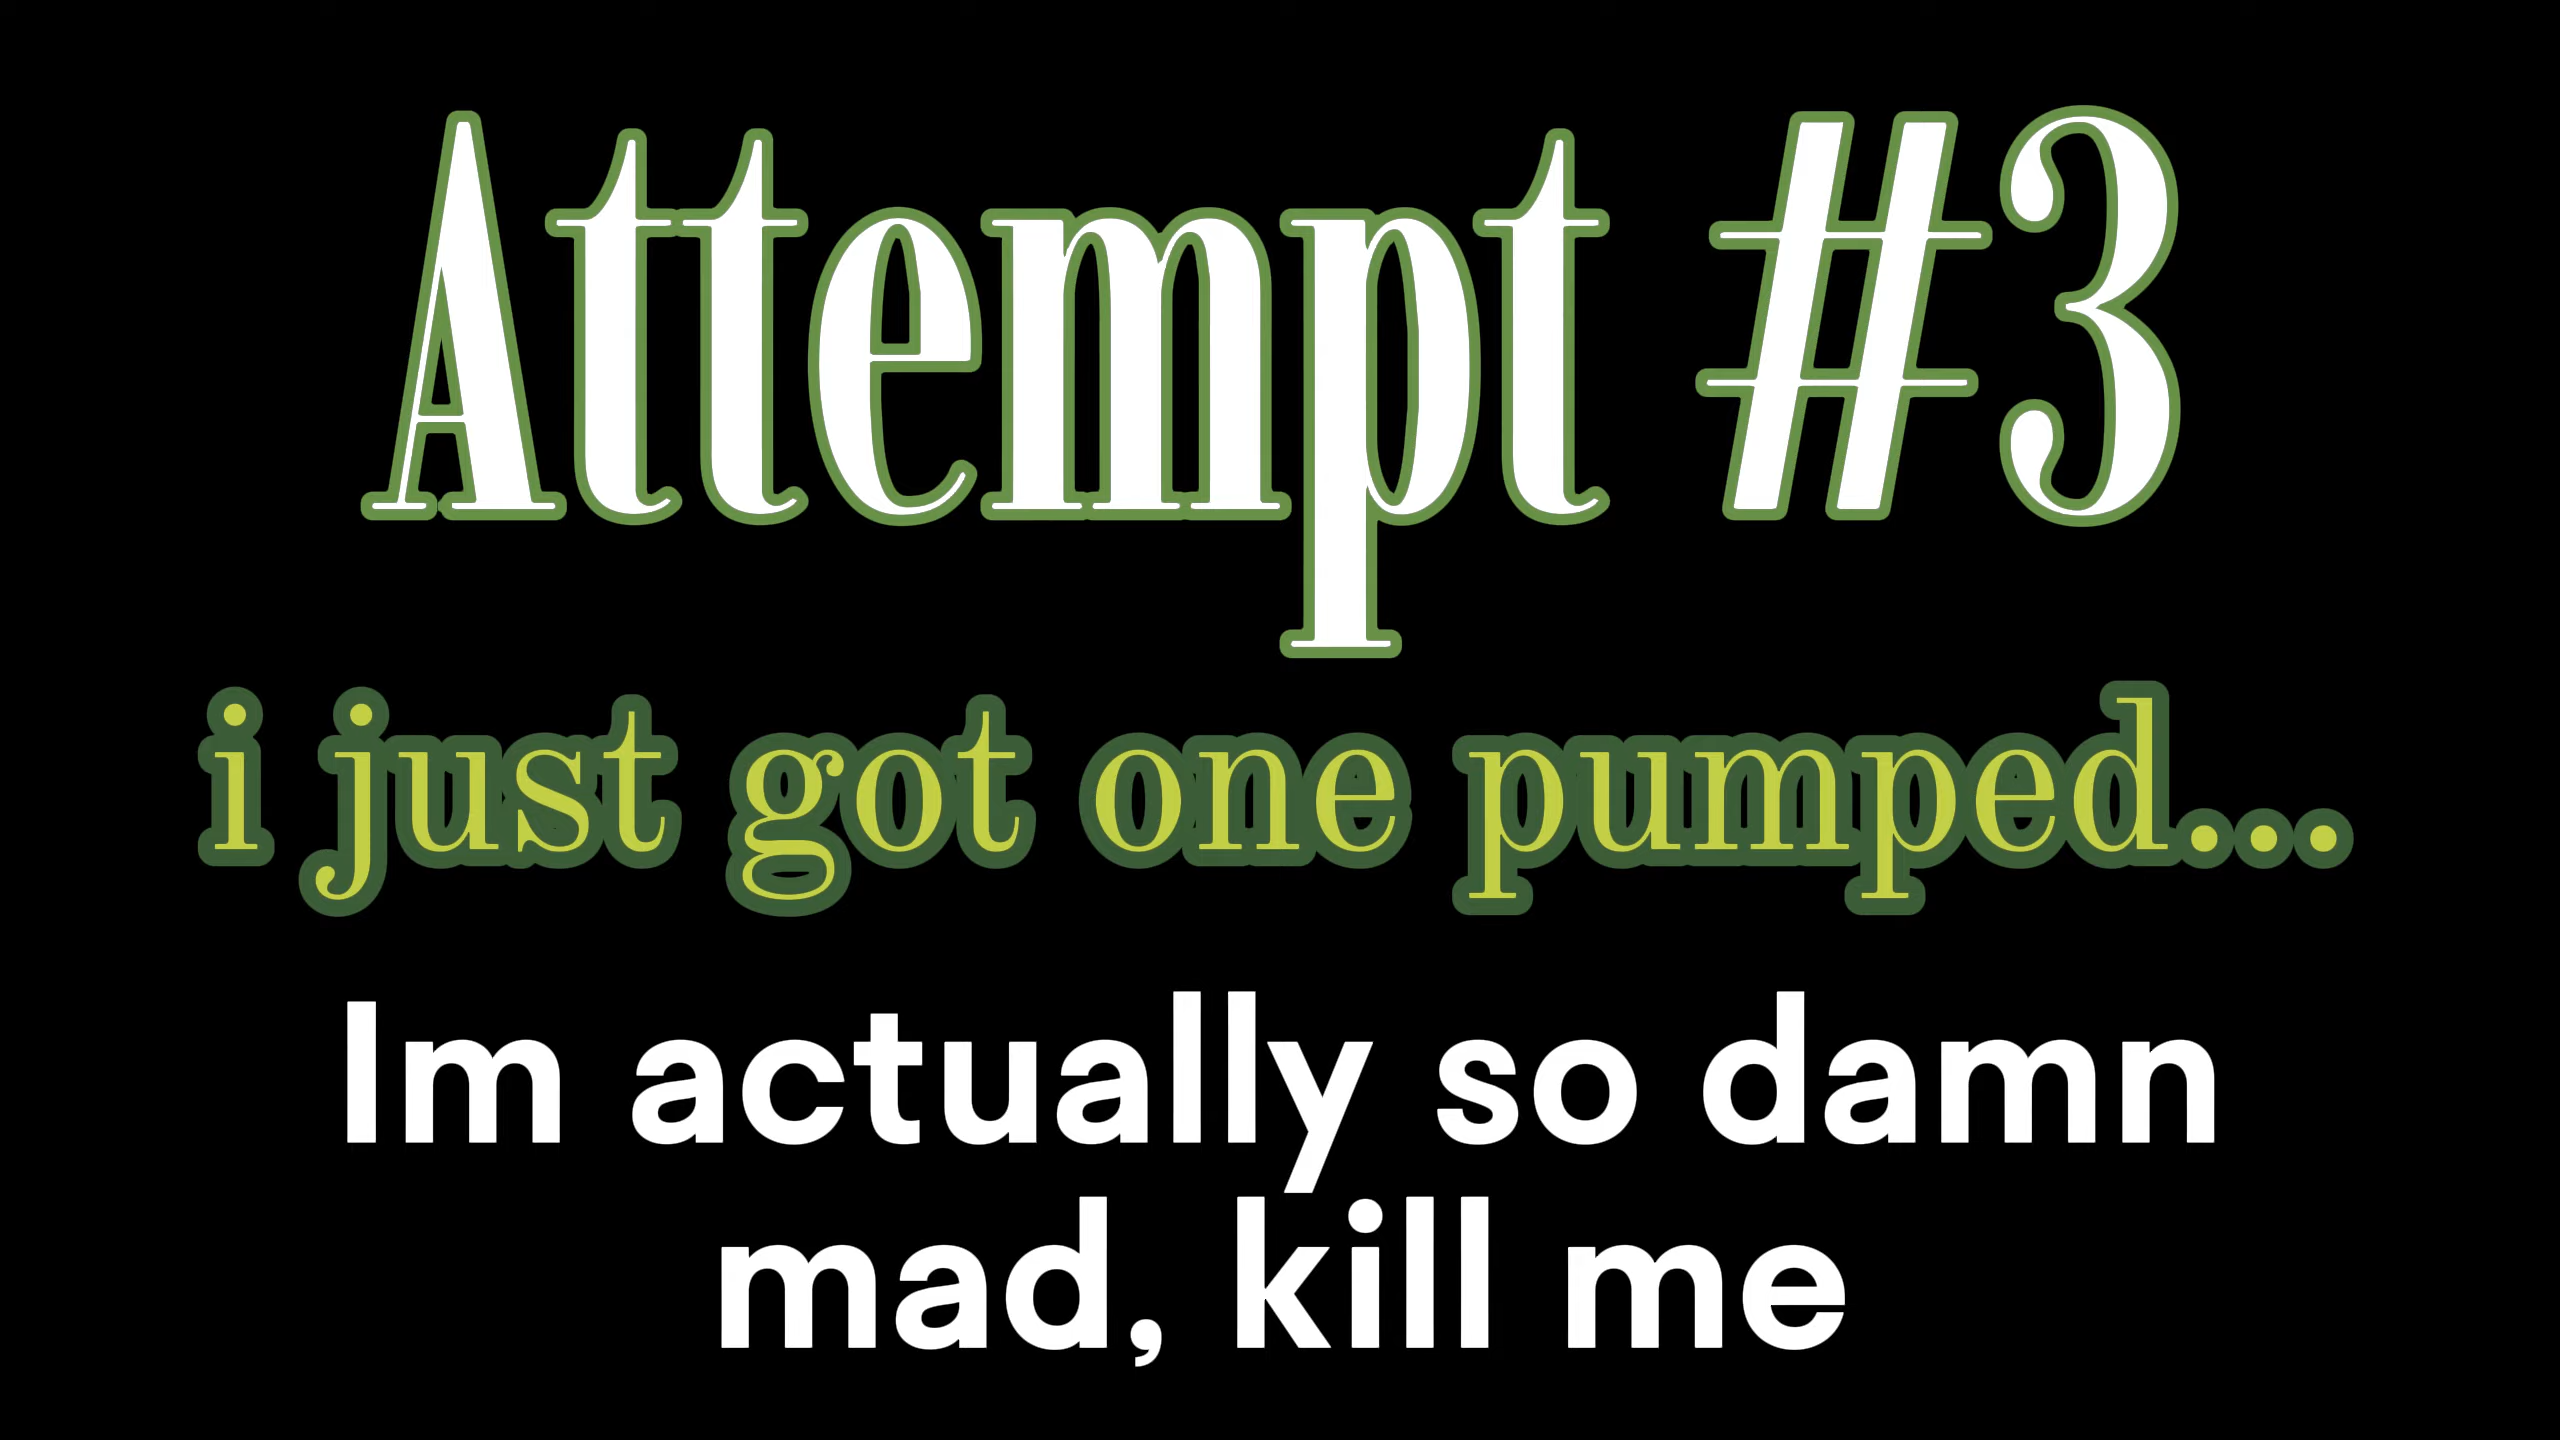 Attempt #3
i just got one pumped...
Im actually so damn
mad, kill me